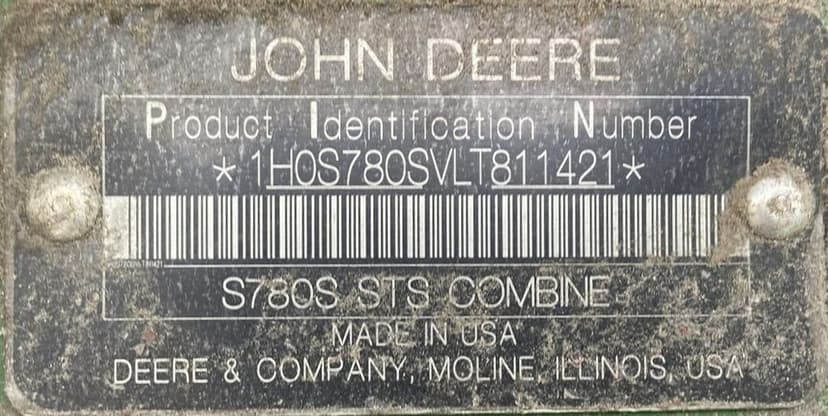 JOHN DEERE
Product Identification Number
*1H0S780SVLT811421*
S780S STS COMBINE
MADE IN USA
DEERE & COMPANY, MOLINE, ILLINOIS, USA